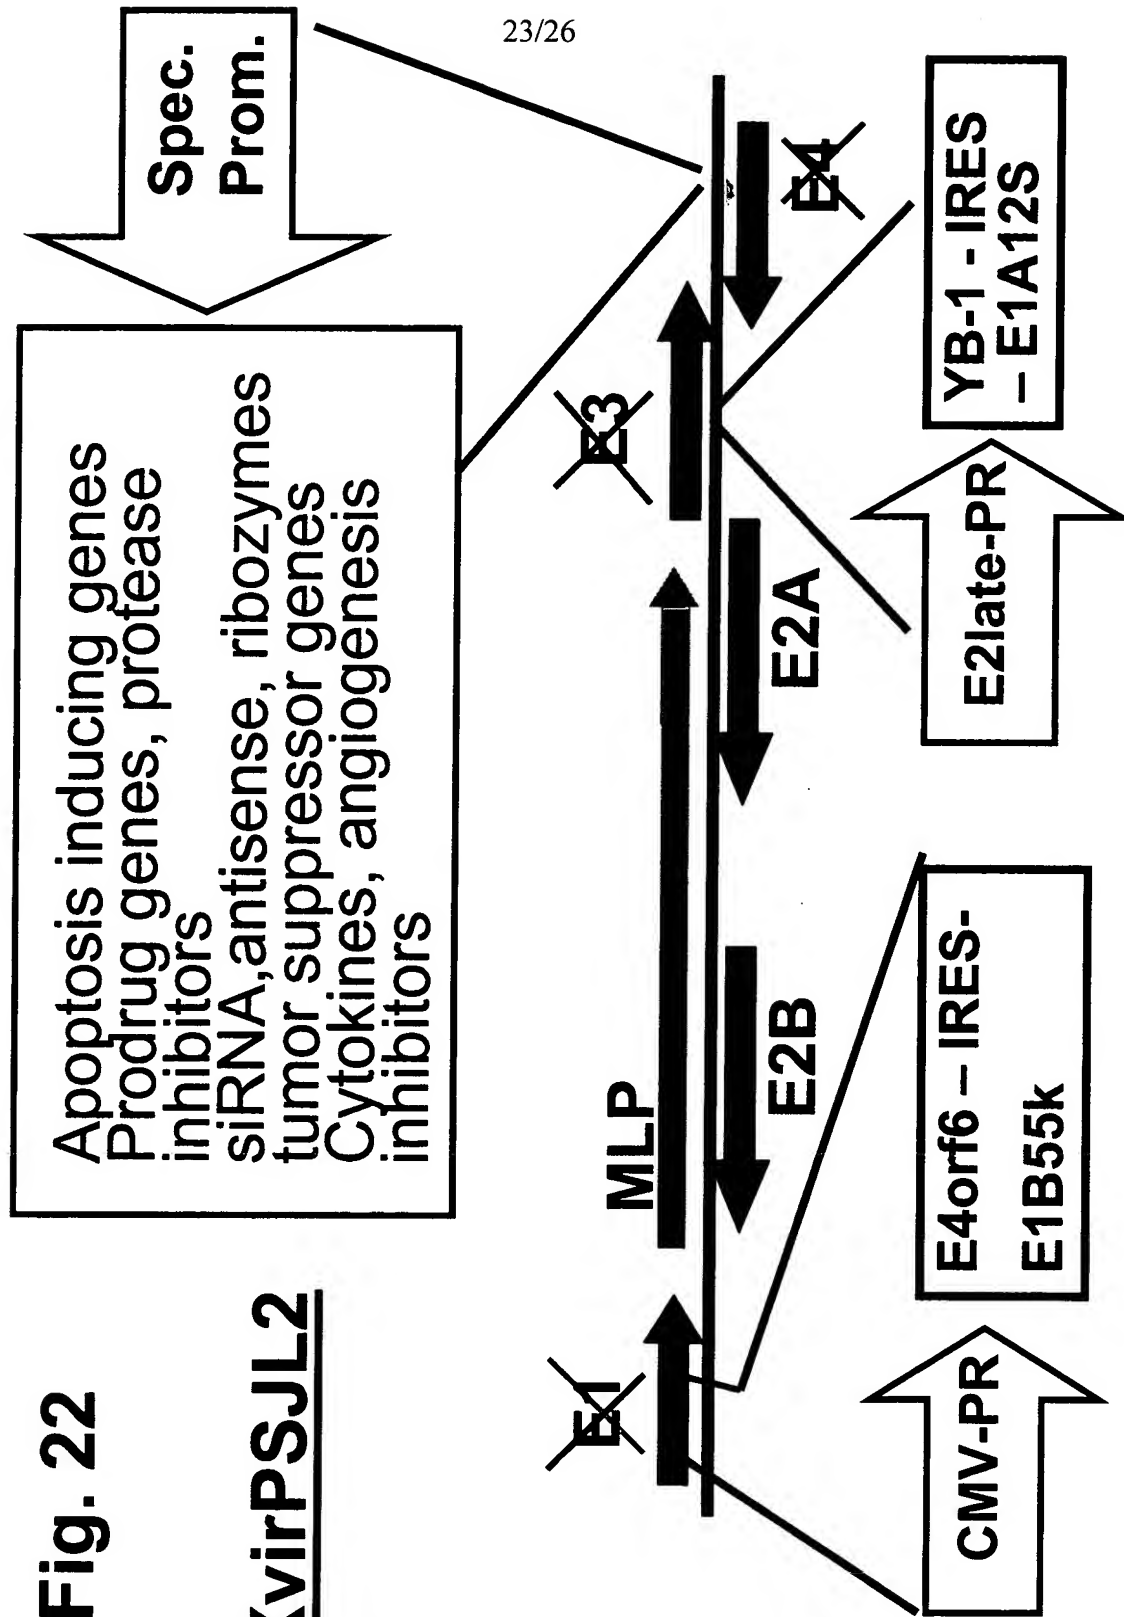 23/26
Fig. 22
XvirPSJL2
Apoptosis inducing genes
Prodrug genes, protease
inhibitors
siRNA,antisense, ribozymes
tumor suppressor genes
Cytokines, angiogenesis
inhibitors
Spec.
Prom.
E1
MLP
E3
E2B
E2A
E4
CMV-PR
E4orf6 – IRES-
E1B55k
E2late-PR
YB-1 - IRES
– E1A12S